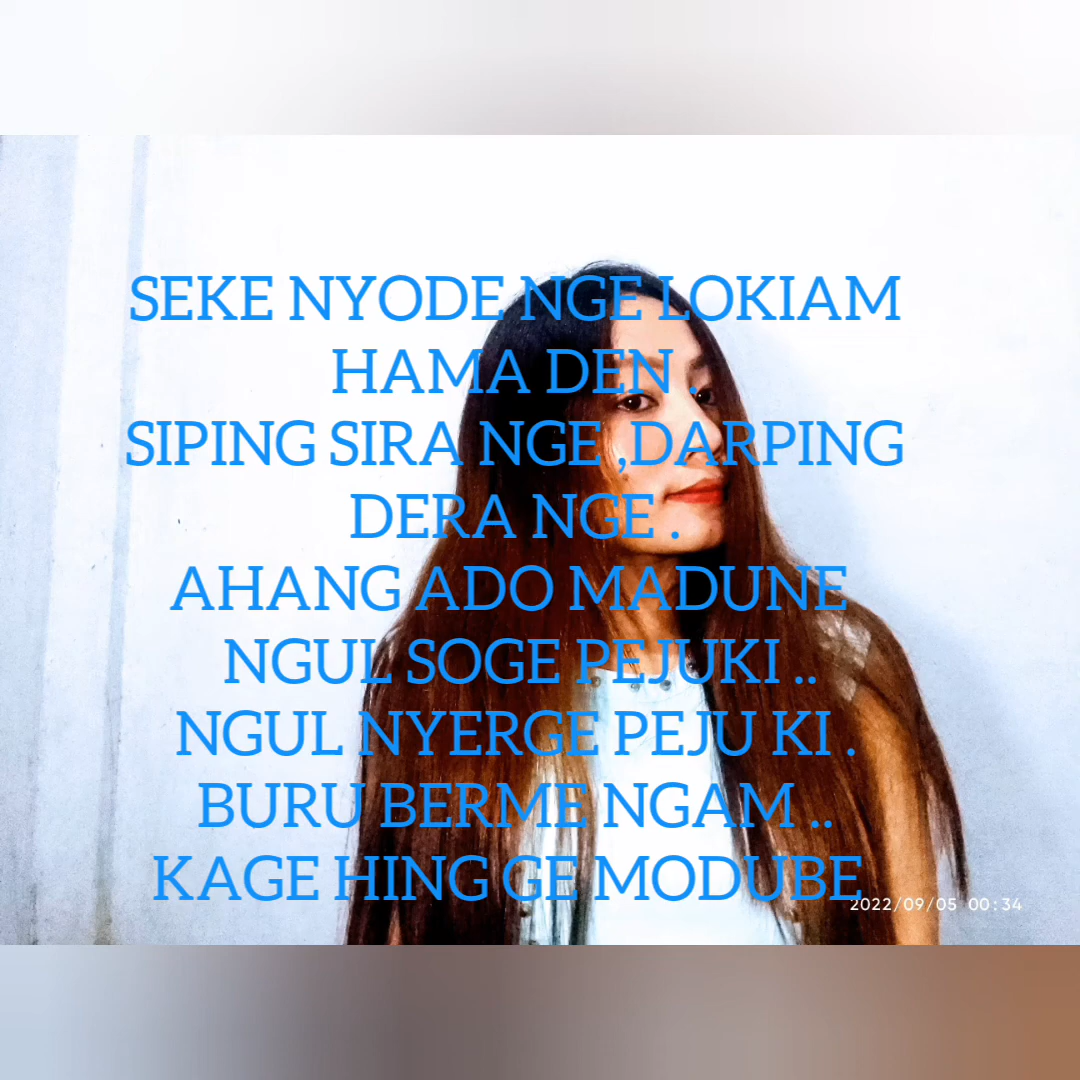 SEKE NYODE NGE LOKIAM
HAMA DEN .
SIPING SIRA NGE ,DARPING
DERA NGE .
AHANG ADO MADUNE
NGUL SOGE PEJUKI ..
NGUL NYERGE PEJU KI .
BURU BERME NGAM ..
KAGE HING GE MODUBE
2022/09/05 00:34